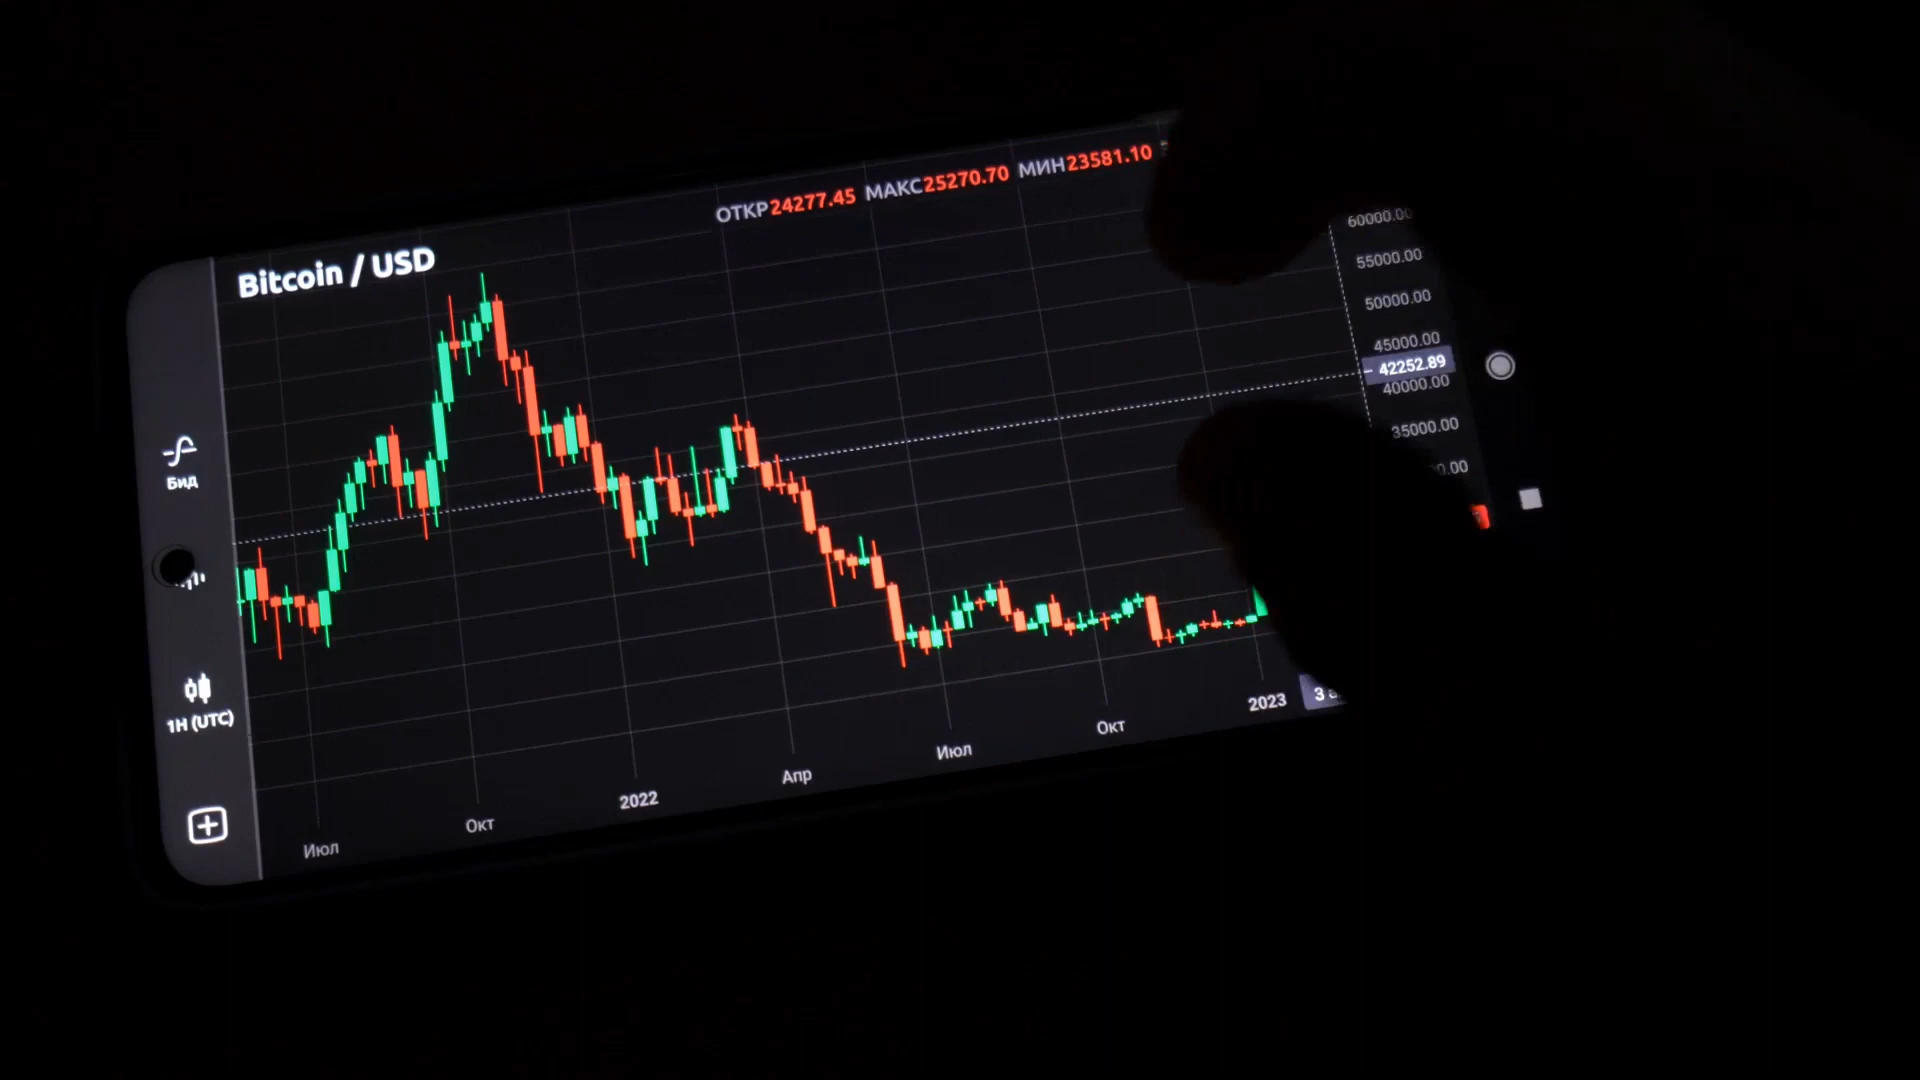 Bitcoin / USD
ОТКР24277.45 МАКС25270.70 МИН23581.10
60000.00
55000.00
50000.00
45000.00
42252.89
40000.00
35000.00
Бид
1H (UTC)
Июл
Окт
2022
Апр
Июл
Окт
2023
3